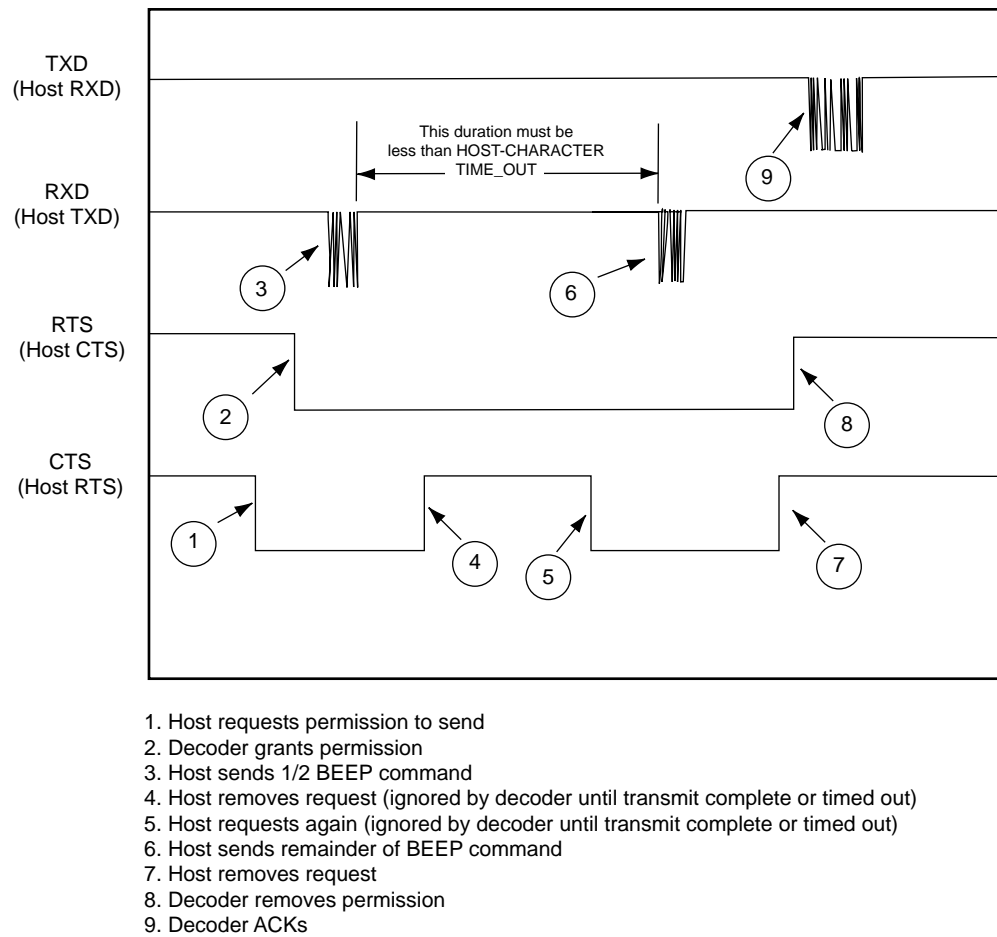 TXD
(Host RXD)
This duration must be
less than HOST-CHARACTER
TIME_OUT
9
RXD
(Host TXD)
3
6
RTS
(Host CTS)
2
8
CTS
(Host RTS)
1
4
5
7
1. Host requests permission to send
2. Decoder grants permission
3. Host sends 1/2 BEEP command
4. Host removes request (ignored by decoder until transmit complete or timed out)
5. Host requests again (ignored by decoder until transmit complete or timed out)
6. Host sends remainder of BEEP command
7. Host removes request
8. Decoder removes permission
9. Decoder ACKs